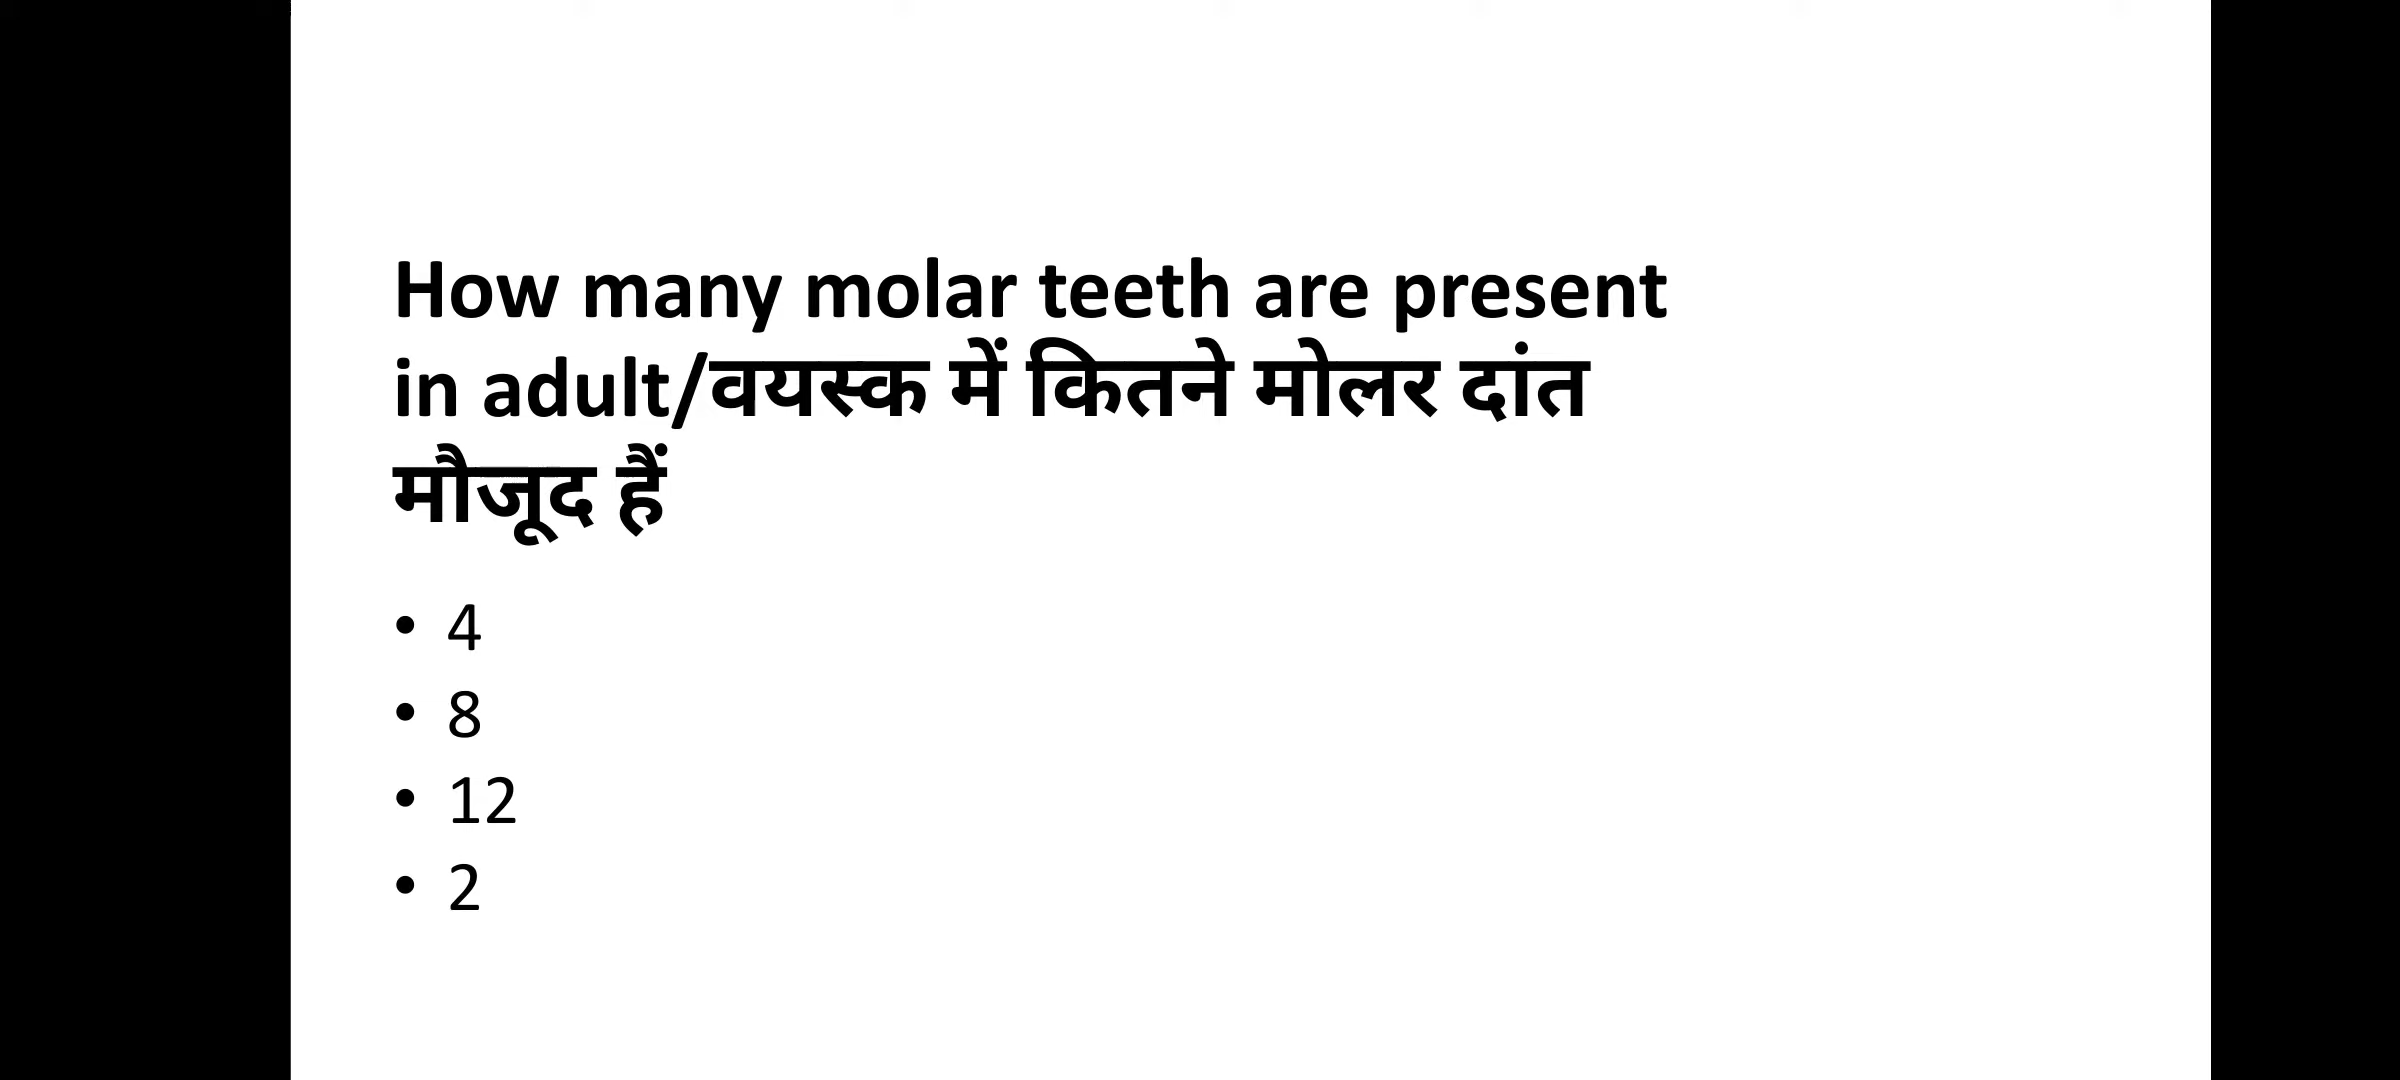 How many molar teeth are present
in adult/वयस्क में कितने मोलर दांत
मौजूद हैं
• 4
• 8
• 12
• 2